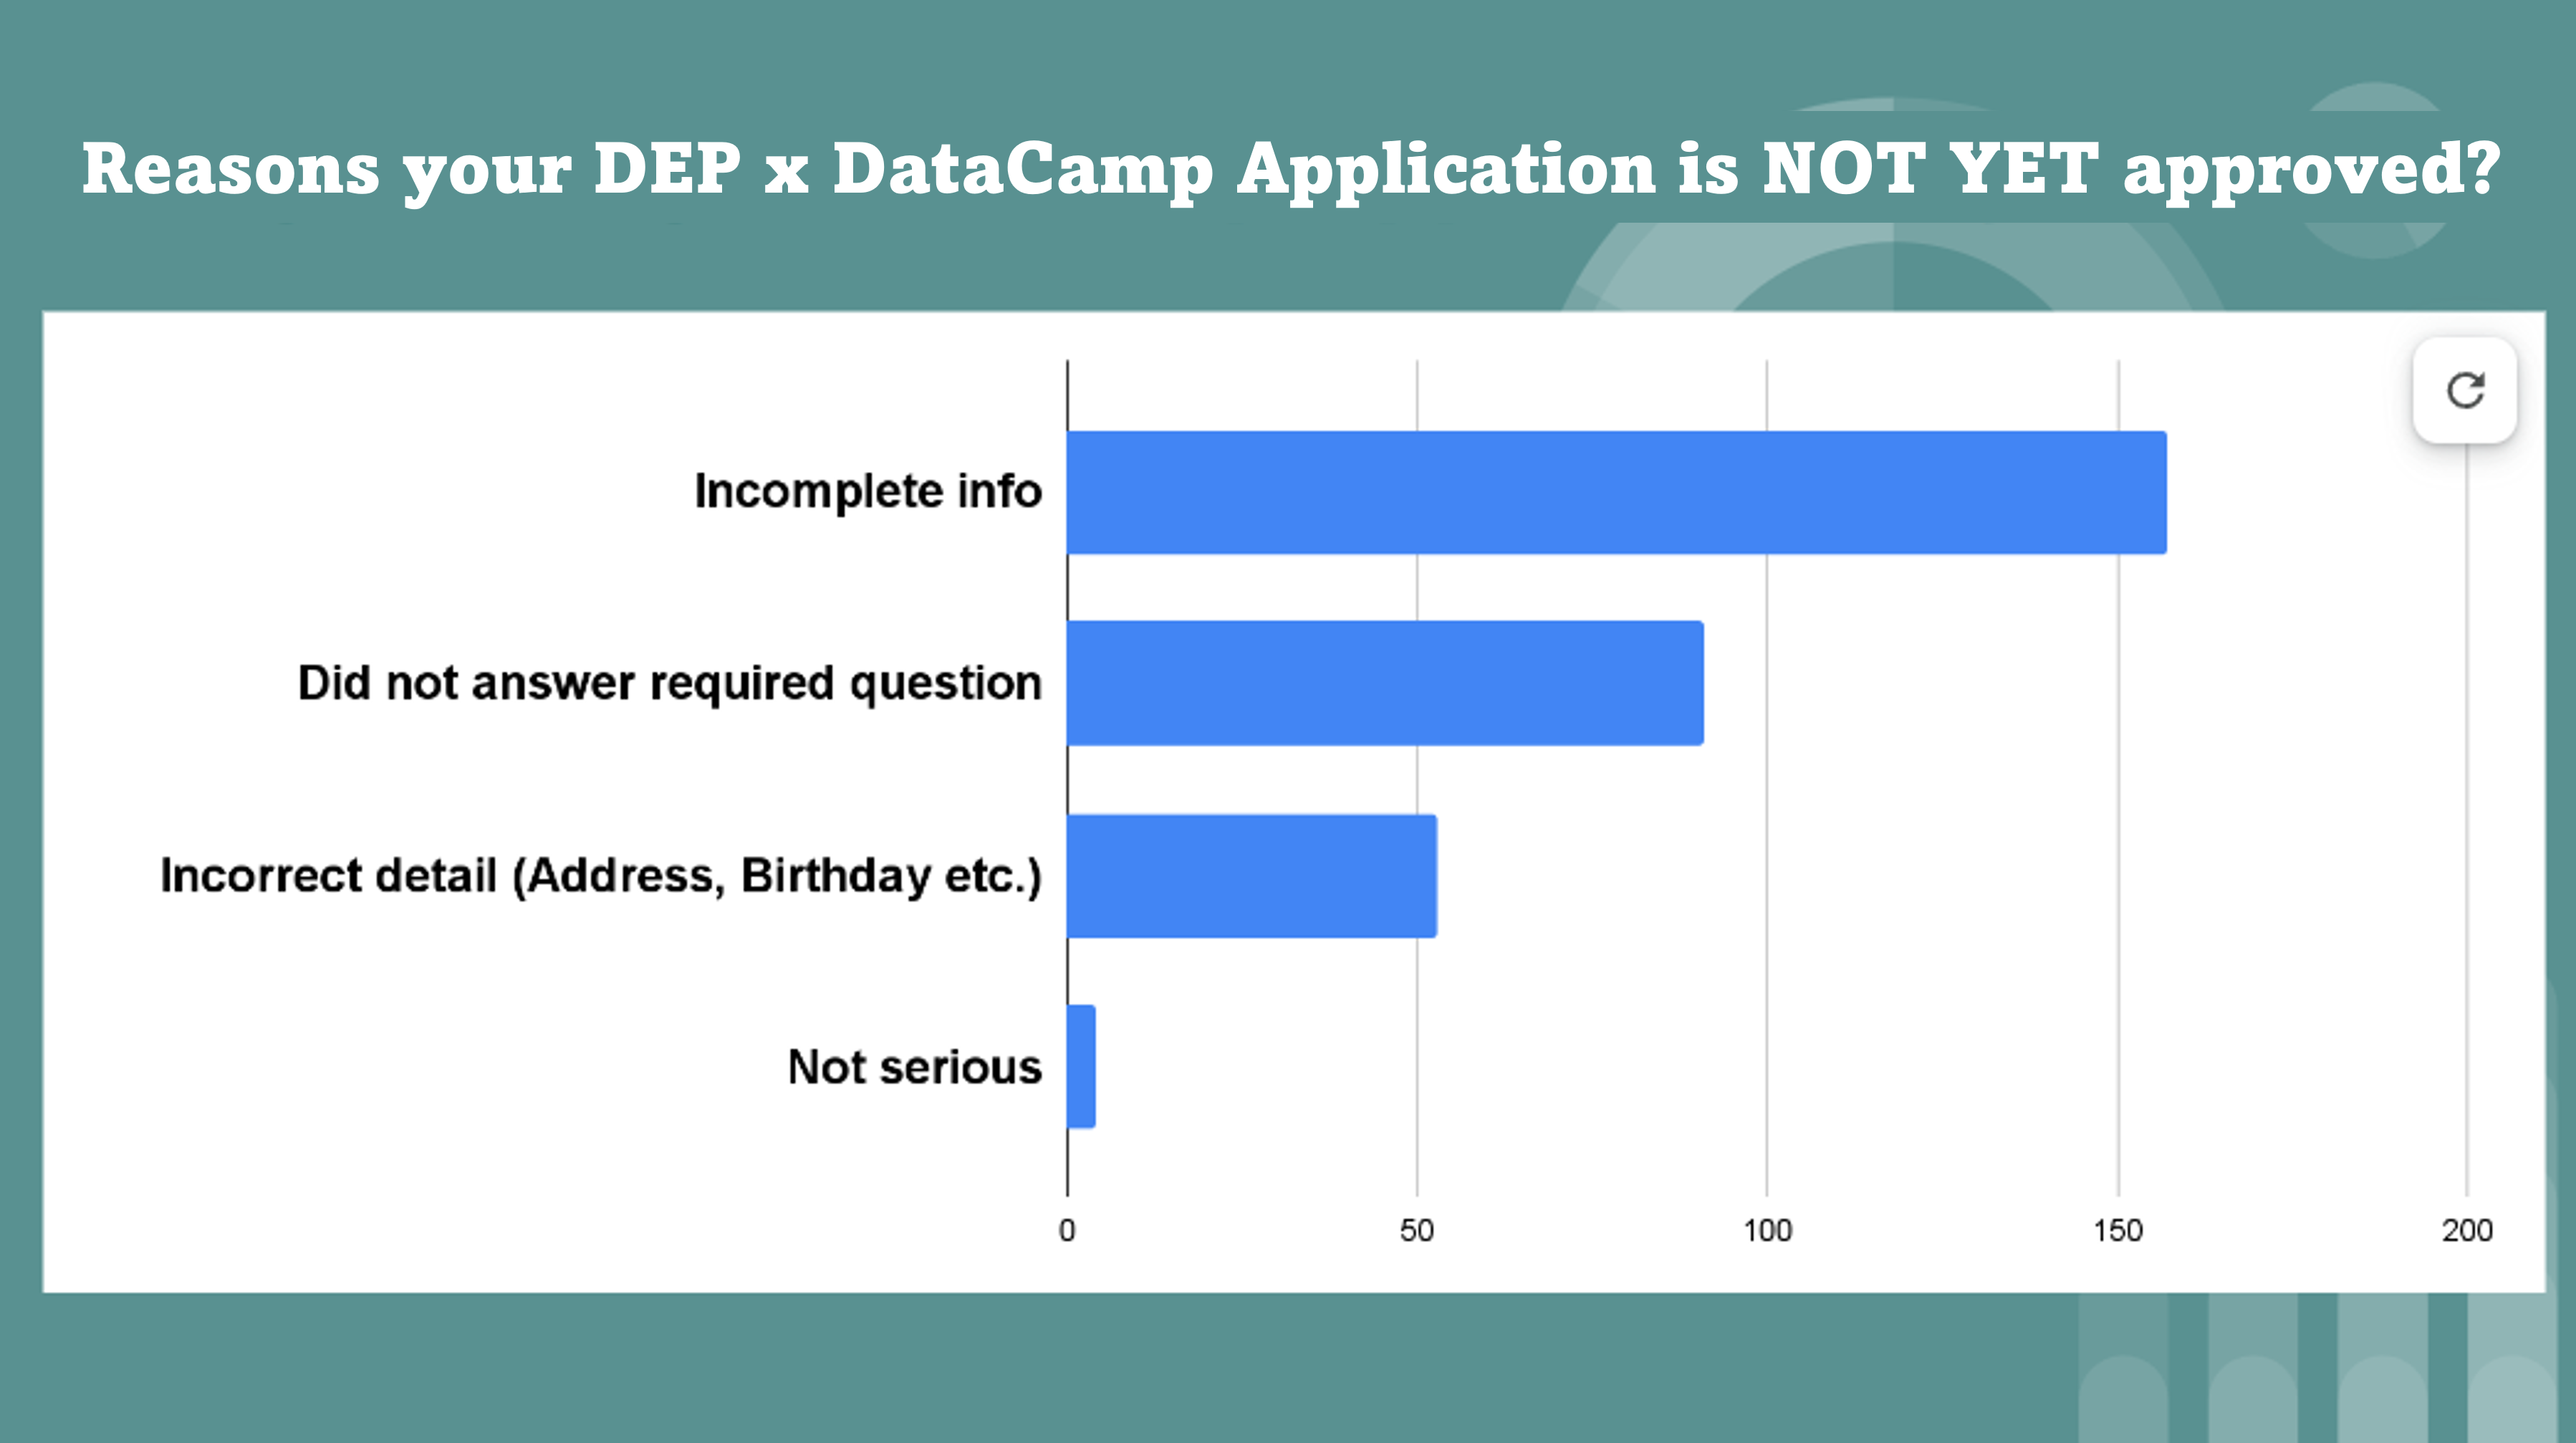 Reasons your DEP x DataCamp Application is NOT YET approved?
Incomplete info
Did not answer required question
Incorrect detail (Address, Birthday etc.)
Not serious
0 50 100 150 200